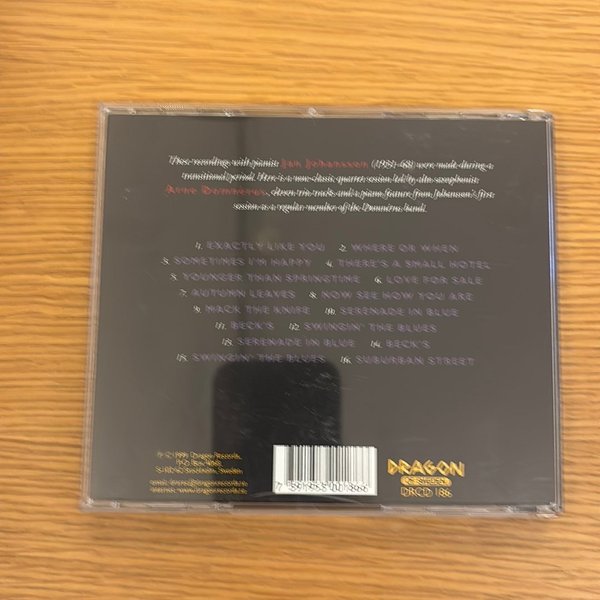 These recordings with pianist Jan Johansson (1931-68) were made during a
transitional period. Here is a now-classic quartet session led by alto saxophonist
Arne Domnérus, eleven trio tracks and a piano feature from Johansson's first
session as a regular member of the Domnérus band.
1. EXACTLY LIKE YOU 2. WHERE OR WHEN
3. SOMETIMES I'M HAPPY 4. THERE'S A SMALL HOTEL
5. YOUNGER THAN SPRINGTIME 6. LOVE FOR SALE
7. AUTUMN LEAVES 8. NOW SEE HOW YOU ARE
9. MACK THE KNIFE 10. SERENADE IN BLUE
11. BECK'S 12. SWINGIN' THE BLUES
13. SERENADE IN BLUE 14. BECK'S
15. SWINGIN' THE BLUES 16. SUBURBAN STREET
Dragon Records,
P.O. Box
Stockholm, Sweden
DRAGON
OF SWEDEN
DRCD 186